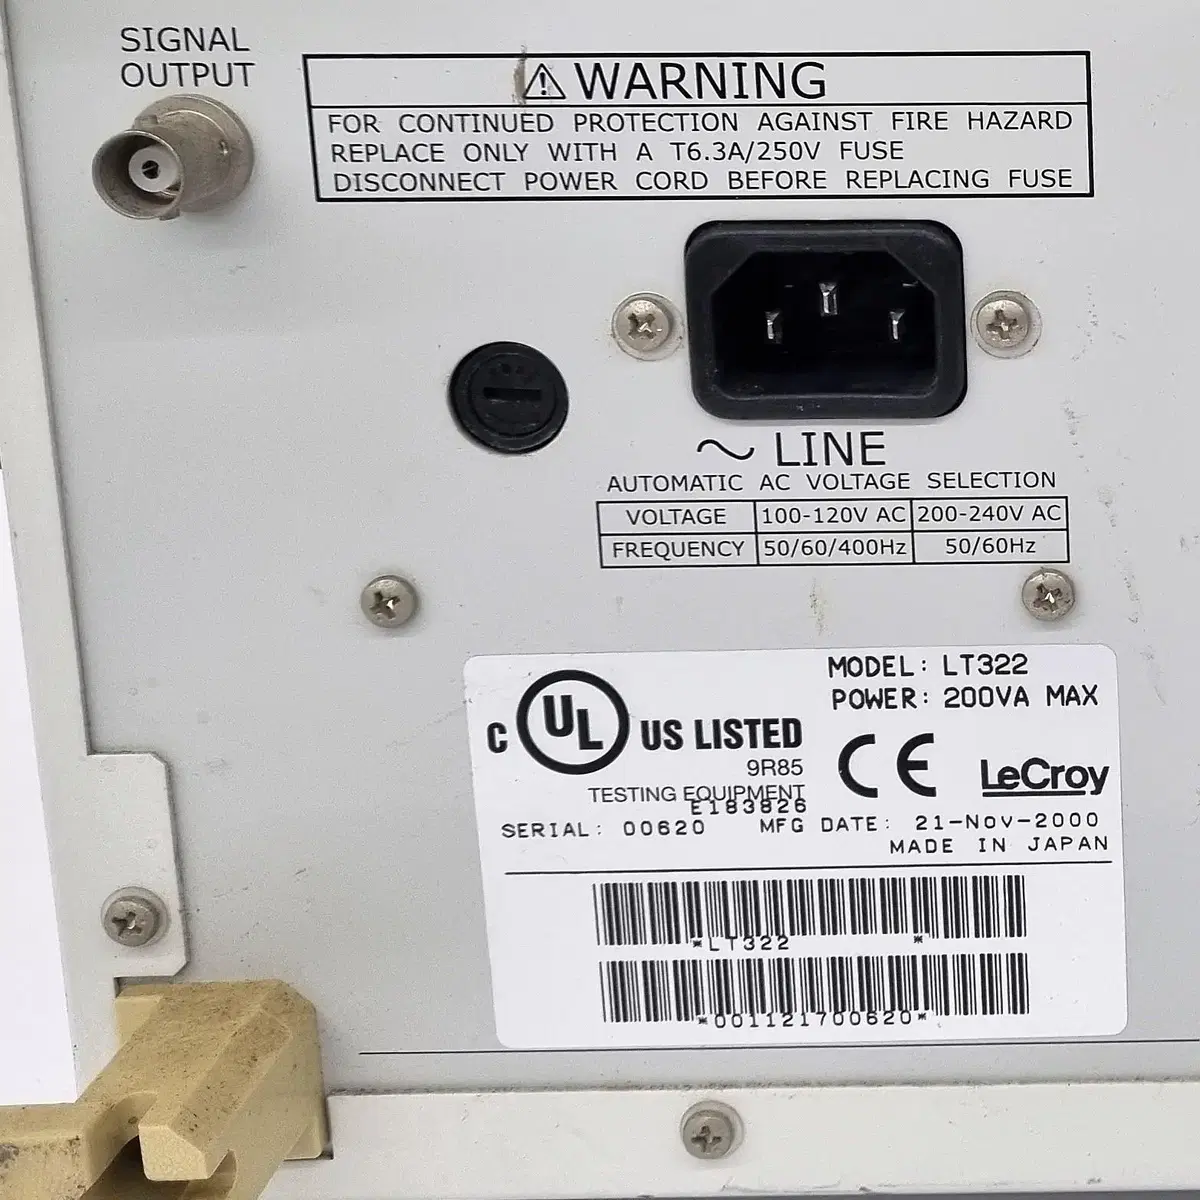 SIGNAL
OUTPUT
⚠ WARNING
FOR CONTINUED PROTECTION AGAINST FIRE HAZARD
REPLACE ONLY WITH A T6.3A/250V FUSE
DISCONNECT POWER CORD BEFORE REPLACING FUSE
~ LINE
AUTOMATIC AC VOLTAGE SELECTION
VOLTAGE 100-120V AC 200-240V AC
FREQUENCY 50/60/400Hz 50/60Hz
MODEL: LT322
POWER: 200VA MAX
C UL US LISTED
9R85
TESTING EQUIPMENT
E183826
CE LeCroy
SERIAL: 00620 MFG DATE: 21-Nov-2000
MADE IN JAPAN
*LT322 *
*001121700620*